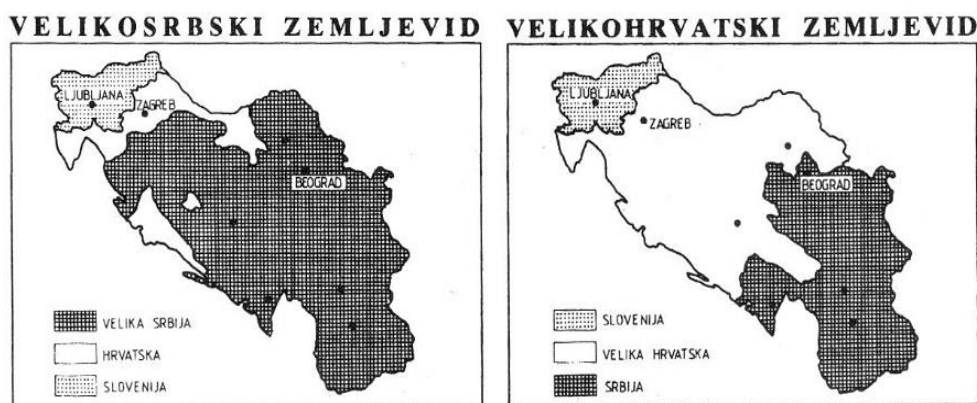 VELIKOSRBSKI ZEMLJEVID
LJUBLJANA
ZAGREB
BEOGRAD
VELIKA SRBIJA
HRVATSKA
SLOVENIJA
VELIKOHRVATSKI ZEMLJEVID
LJUBLJANA
ZAGREB
BEOGRAD
SLOVENIJA
VELIKA HRVATSKA
SRBIJA